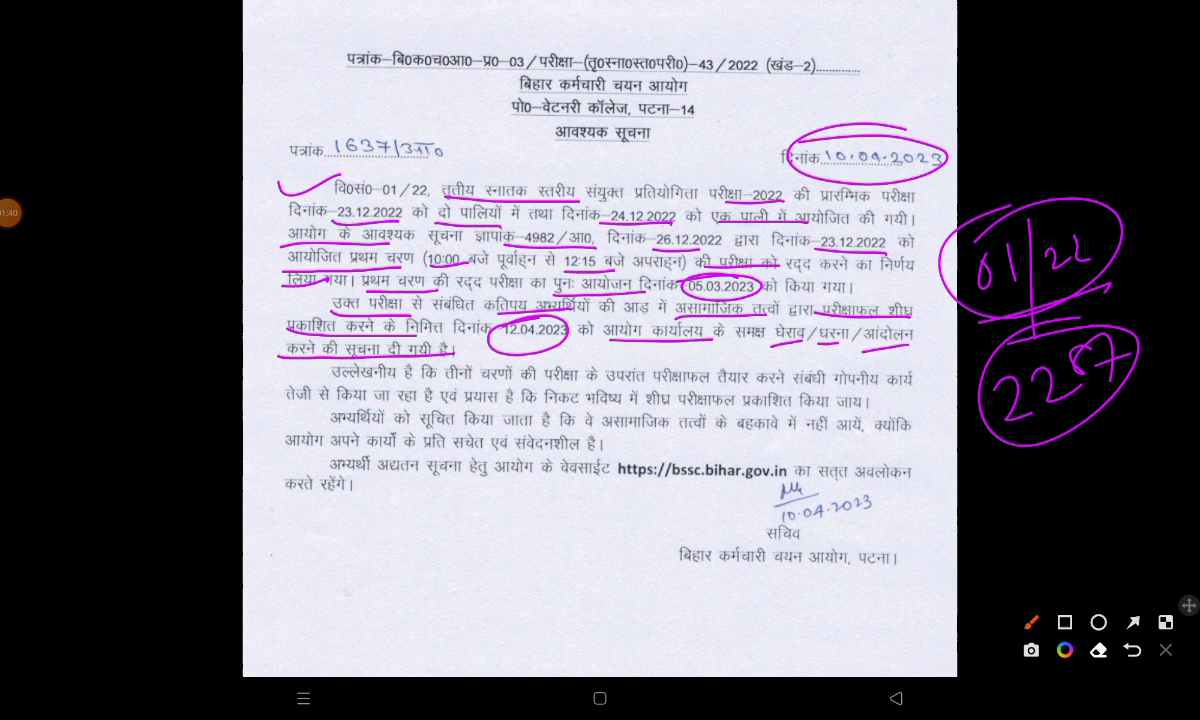 पत्रांक–बि0क0च0आ0–प्र0–03/परीक्षा–(तृ0स्ना0स्त0परी0)–43/2022 (खंड–2)..............
बिहार कर्मचारी चयन आयोग
पो0–वेटनरी कॉलेज, पटना–14
आवश्यक सूचना
पत्रांक 1637/आ0 दिनांक 10.04.2023
वि0सं0–01/22, तृतीय स्नातक स्तरीय संयुक्त प्रतियोगिता परीक्षा–2022 की प्रारम्भिक परीक्षा
दिनांक–23.12.2022 को दो पालियों में तथा दिनांक–24.12.2022 को एक पाली में आयोजित की गयी।
आयोग के आवश्यक सूचना ज्ञापांक–4982/आ0, दिनांक–26.12.2022 द्वारा दिनांक–23.12.2022 को
आयोजित प्रथम चरण (10:00 बजे पूर्वाह्न से 12:15 बजे अपराह्न) की परीक्षा को रद्द करने का निर्णय
लिया गया। प्रथम चरण की रद्द परीक्षा का पुनः आयोजन दिनांक 05.03.2023 को किया गया।
उक्त परीक्षा से संबंधित कतिपय अभ्यर्थियों की आड़ में असामाजिक तत्वों द्वारा परीक्षाफल शीघ्र
प्रकाशित करने के निमित्त दिनांक 12.04.2023 को आयोग कार्यालय के समक्ष घेराव/धरना/आंदोलन
करने की सूचना दी गयी है।
उल्लेखनीय है कि तीनों चरणों की परीक्षा के उपरांत परीक्षाफल तैयार करने संबंधी गोपनीय कार्य
तेजी से किया जा रहा है एवं प्रयास है कि निकट भविष्य में शीघ्र परीक्षाफल प्रकाशित किया जाय।
अभ्यर्थियों को सूचित किया जाता है कि वे असामाजिक तत्वों के बहकावे में नहीं आयें, क्योंकि
आयोग अपने कार्यो के प्रति सचेत एवं संवेदनशील है।
अभ्यर्थी अद्यतन सूचना हेतु आयोग के वेवसाईट https://bssc.bihar.gov.in का सतत् अवलोकन
करते रहेंगे।
10.04.2023
सचिव
बिहार कर्मचारी चयन आयोग, पटना।
01/22
2287
1:40